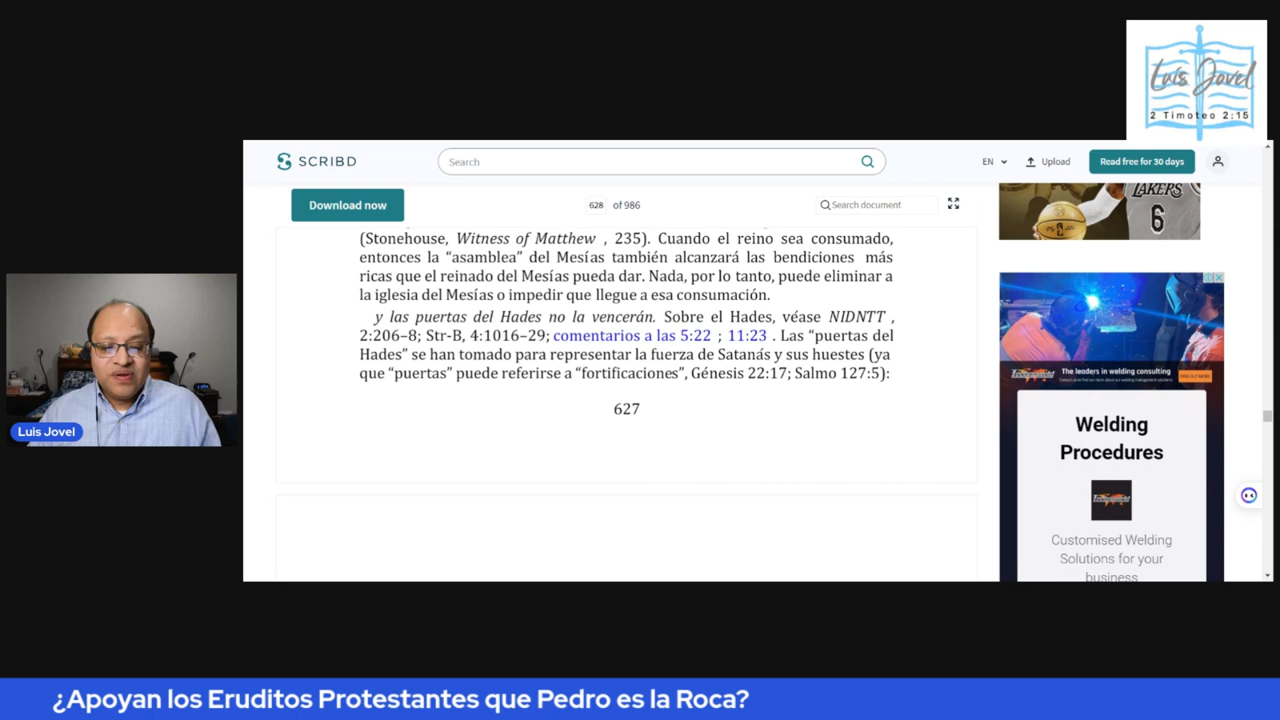 Luis Jovel
2 Timoteo 2:15
SCRIBD
Search
EN
Upload
Read free for 30 days
Download now
628 of 986
Search document
(Stonehouse, Witness of Matthew , 235). Cuando el reino sea consumado,
entonces la “asamblea” del Mesías también alcanzará las bendiciones más
ricas que el reinado del Mesías pueda dar. Nada, por lo tanto, puede eliminar a
la iglesia del Mesías o impedir que llegue a esa consumación.
y las puertas del Hades no la vencerán. Sobre el Hades, véase NIDNTT ,
2:206–8; Str-B, 4:1016–29; comentarios a las 5:22 ; 11:23 . Las “puertas del
Hades” se han tomado para representar la fuerza de Satanás y sus huestes (ya
que “puertas” puede referirse a “fortificaciones”, Génesis 22:17; Salmo 127:5):
627
LAKERS
6
The leaders in welding consulting
FIND OUT MORE
Welding
Procedures
Customised Welding
Solutions for your
business
Luis Jovel
¿Apoyan los Eruditos Protestantes que Pedro es la Roca?